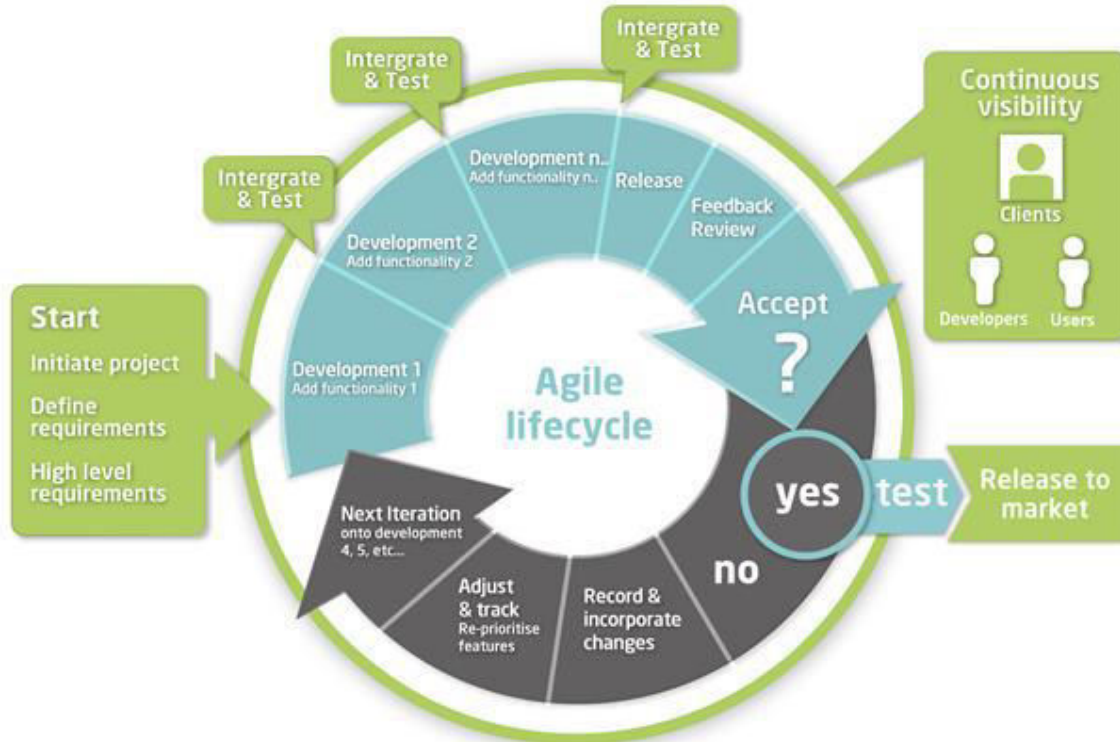 Start
Initiate project
Define
requirements
High level
requirements
Intergrate
& Test
Intergrate
& Test
Intergrate
& Test
Development 1
Add functionality 1
Development 2
Add functionality 2
Development n..
Add functionality n..
Release
Feedback
Review
Accept
?
Agile
lifecycle
Continuous
visibility
Clients
Developers
Users
yes
test
Release to
market
no
Record &
incorporate
changes
Adjust
& track
Re-prioritise
features
Next Iteration
onto development
4, 5, etc...